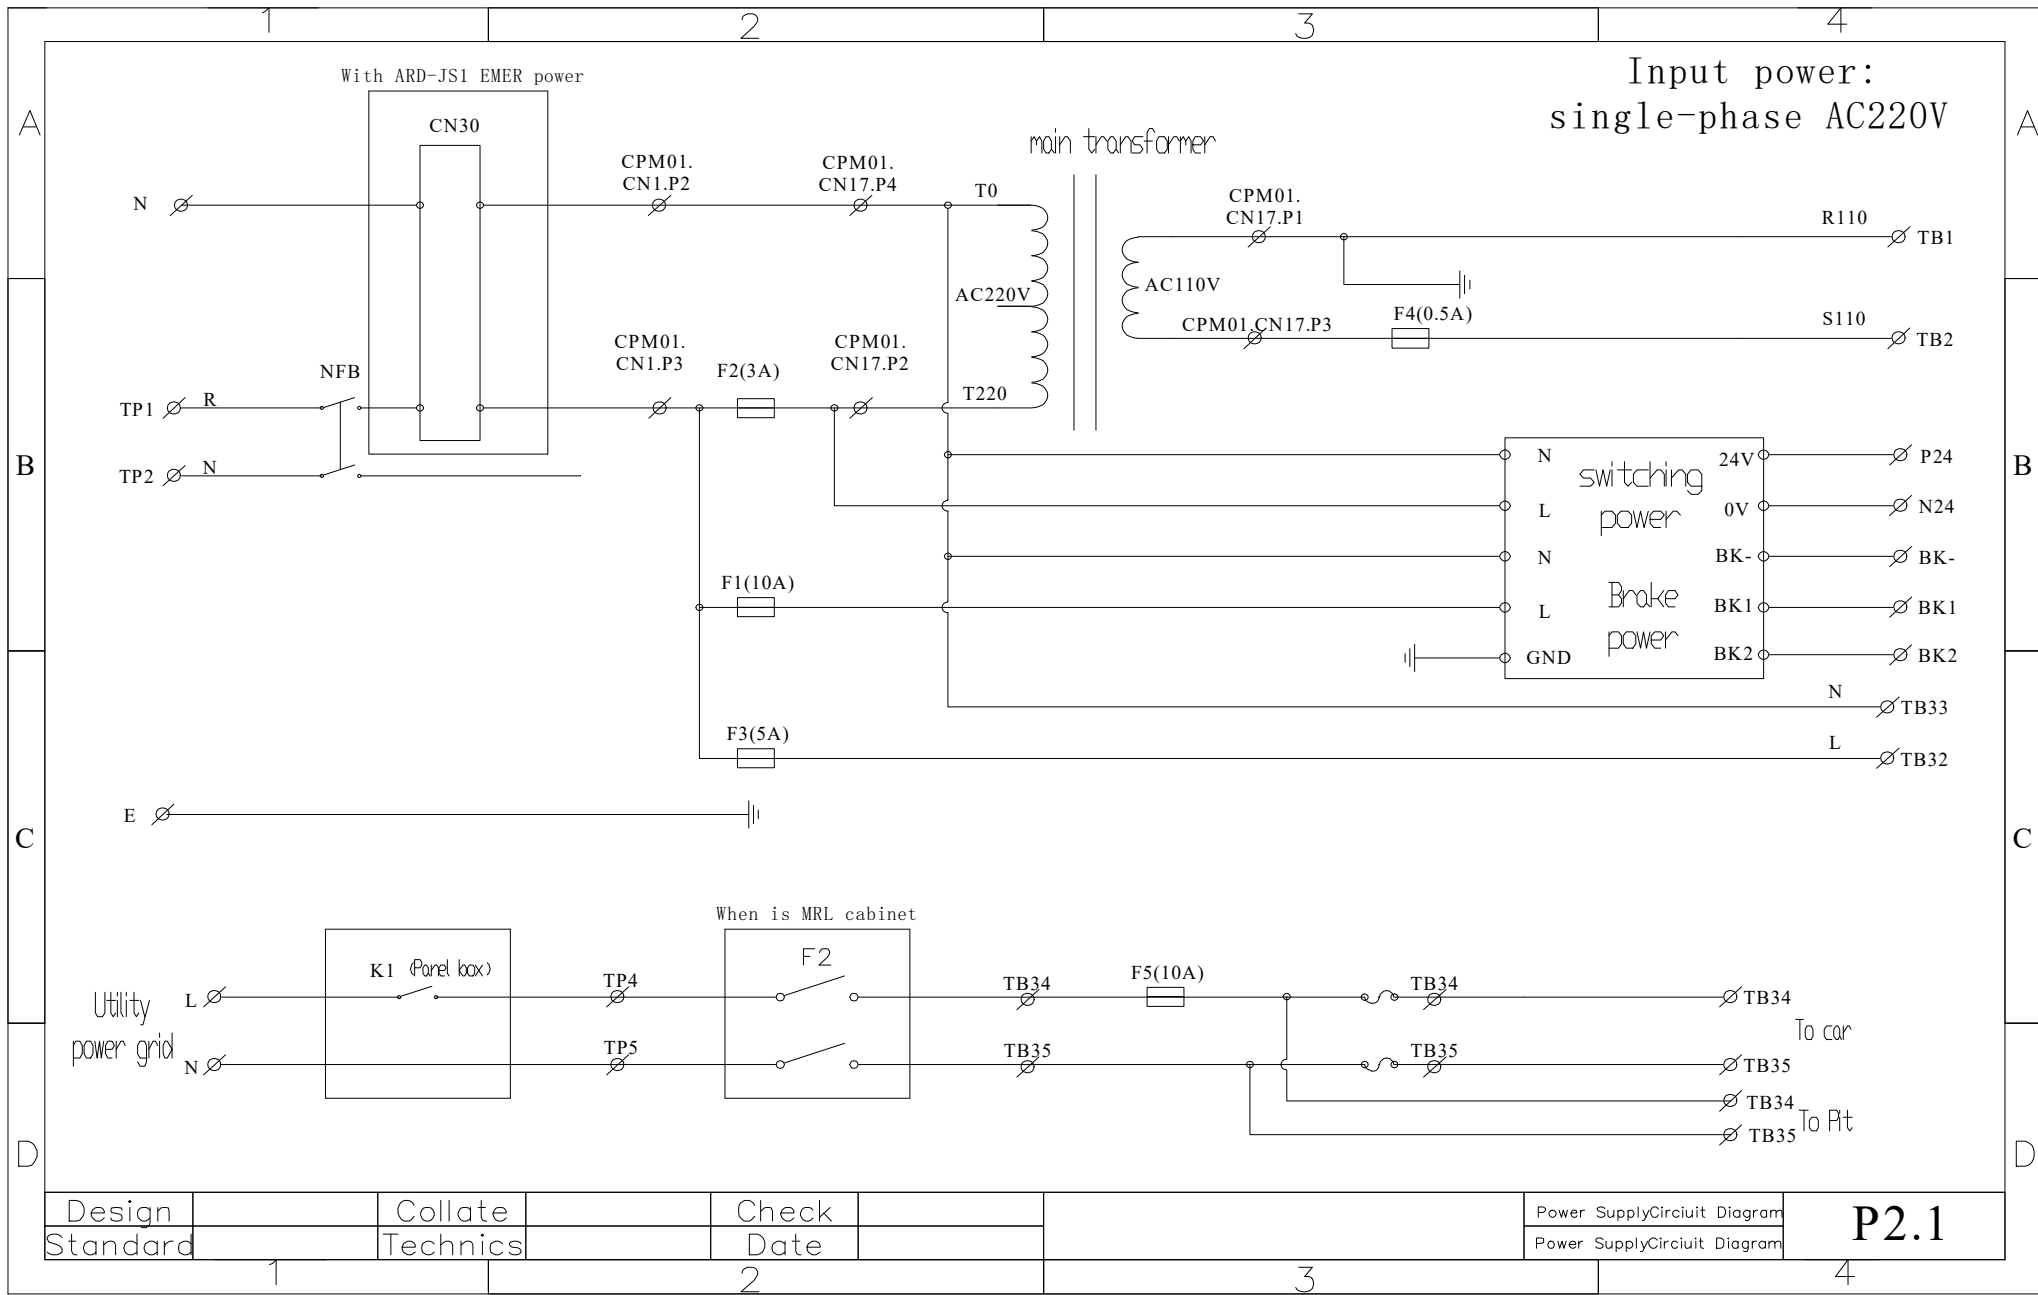 1
2
3
4
A
A
Input power:
single-phase AC220V
With ARD-JS1 EMER power
CN30
main transformer
CPM01.
CN1.P2
CPM01.
CN17.P4
T0
CPM01.
CN17.P1
R110
N
TB1
AC220V
AC110V
F4(0.5A)
S110
CPM01.CN17.P3
TB2
CPM01.
CN1.P3
F2(3A)
CPM01.
CN17.P2
NFB
T220
TP1
R
TP2
N
B
B
N
switching
power
24V
P24
L
0V
N24
N
BK-
BK-
F1(10A)
L
Brake
power
BK1
BK1
GND
BK2
BK2
N
TB33
F3(5A)
L
TB32
E
C
C
When is MRL cabinet
F2
K1 (Panel box)
Utility
power grid
L
TP4
TB34
F5(10A)
TB34
TB34
To car
N
TP5
TB35
TB35
TB35
TB34
To Pit
TB35
D
D
Design
Collate
Check
Power SupplyCirciuit Diagram
P2.1
Standard
Technics
Date
Power SupplyCirciuit Diagram
1
2
3
4